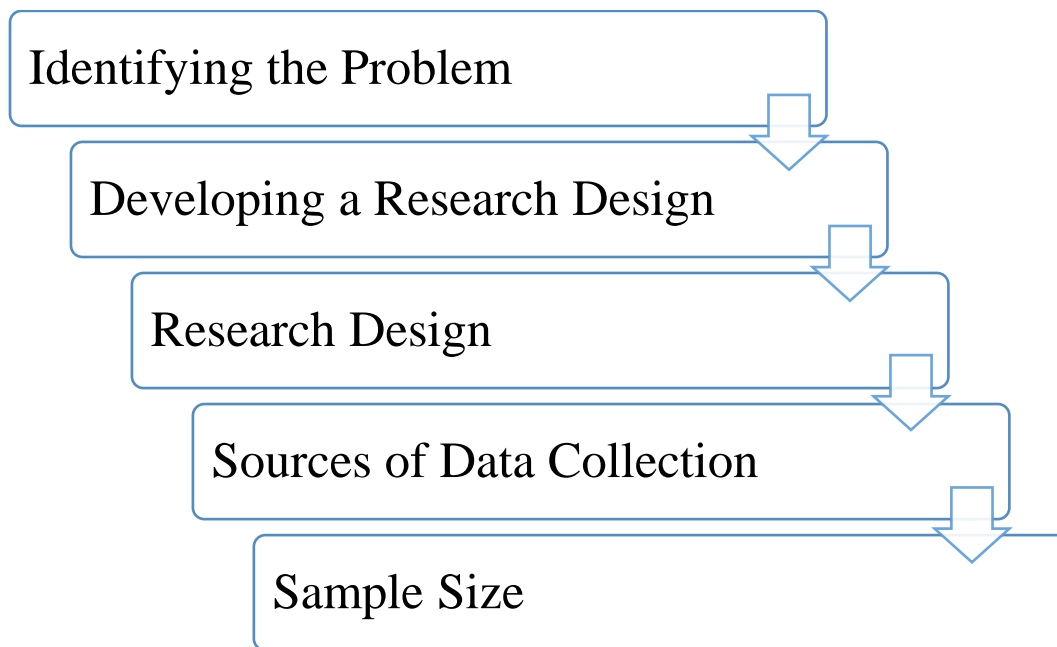 Identifying the Problem
Developing a Research Design
Research Design
Sources of Data Collection
Sample Size